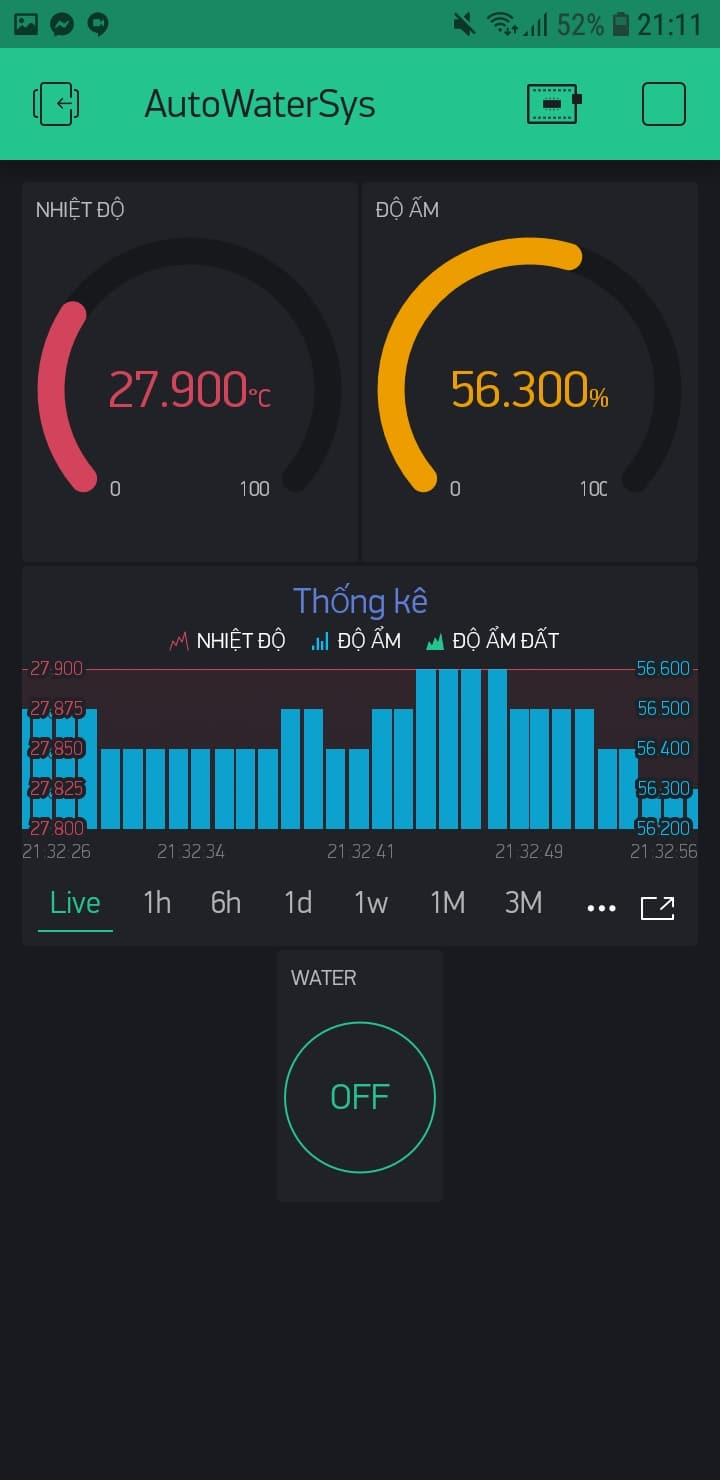 52% 21:11
AutoWaterSys
NHIỆT ĐỘ
27.900°C
0 100
ĐỘ ẨM
56.300%
0 100
Thống kê
NHIỆT ĐỘ ĐỘ ẨM ĐỘ ẨM ĐẤT
27.900 56.600
27.875 56.500
27.850 56.400
27.825 56.300
27.800 56.200
21:32:26 21:32:34 21:32:41 21:32:49 21:32:56
Live 1h 6h 1d 1w 1M 3M ...
WATER
OFF